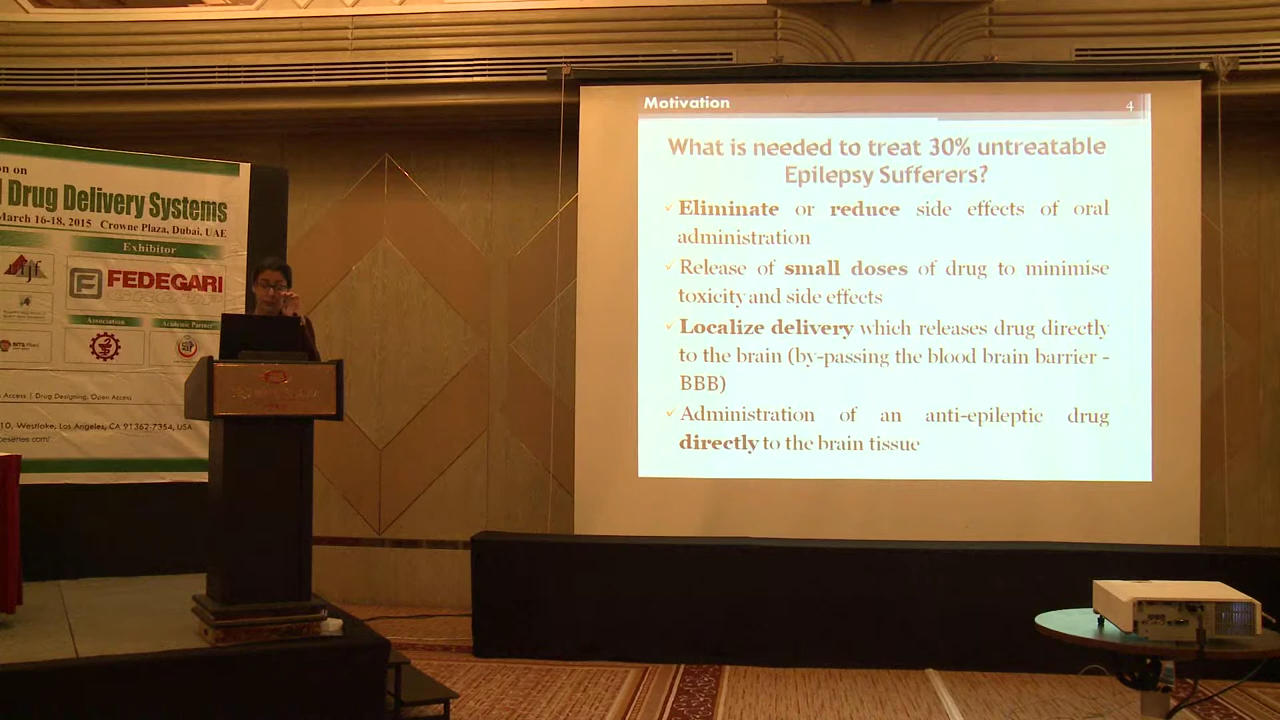 n on
Drug Delivery Systems
March 16-18, 2015 Crowne Plaza, Dubai, UAE
Exhibitor
FEDEGARI
Association
Academic Partner
Access | Drug Designing, Open Access
10, Westloke, Los Angeles, CA 91362-7354, USA
Motivation
4
What is needed to treat 30% untreatable
Epilepsy Sufferers?
Eliminate or reduce side effects of oral
administration
Release of small doses of drug to minimise
toxicity and side effects
Localize delivery which releases drug directly
to the brain (by-passing the blood brain barrier -
BBB)
Administration of an anti-epileptic drug
directly to the brain tissue